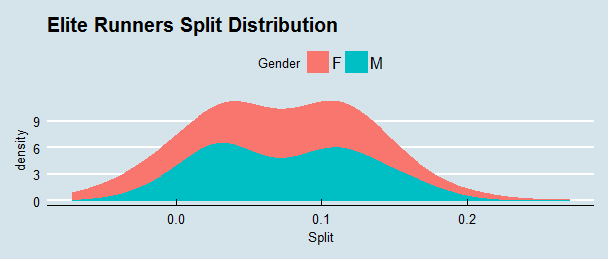 Elite Runners Split Distribution
Gender F M
density
9
6
3
0
0.0 0.1 0.2
Split